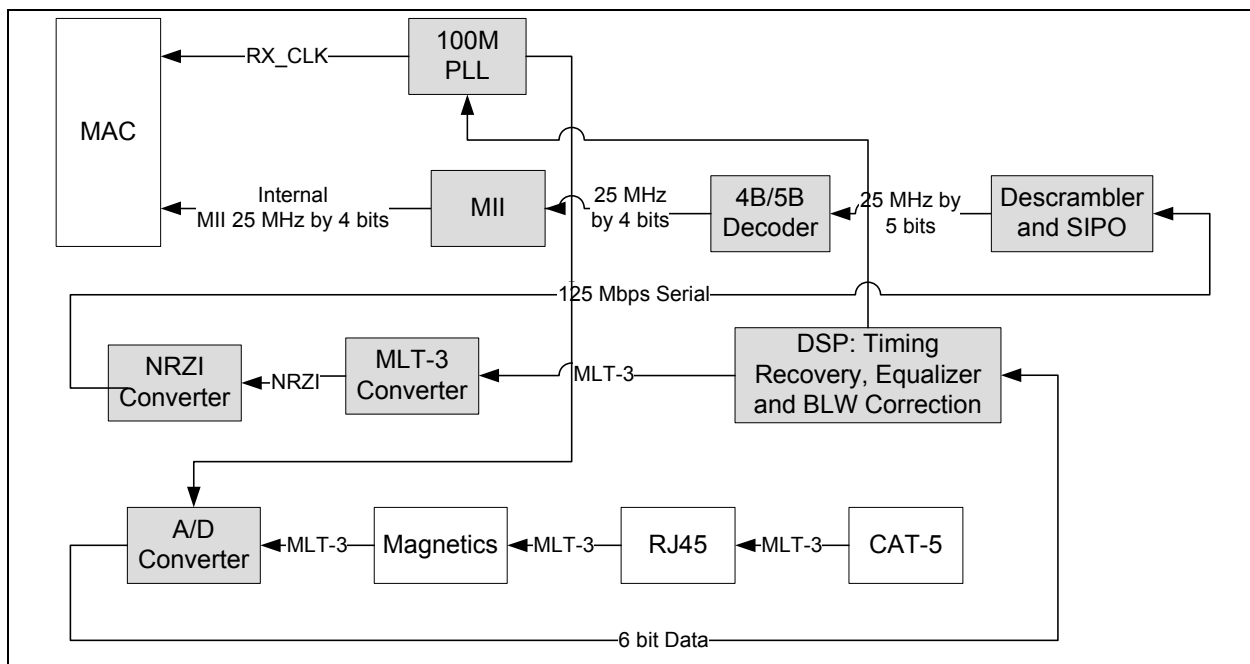 100M
PLL
RX_CLK
MAC
Internal
MII 25 MHz by 4 bits
MII
25 MHz
by 4 bits
4B/5B
Decoder
25 MHz by
5 bits
Descrambler
and SIPO
125 Mbps Serial
NRZI
Converter
NRZI
MLT-3
Converter
MLT-3
DSP: Timing
Recovery, Equalizer
and BLW Correction
A/D
Converter
MLT-3
Magnetics
MLT-3
RJ45
MLT-3
CAT-5
6 bit Data